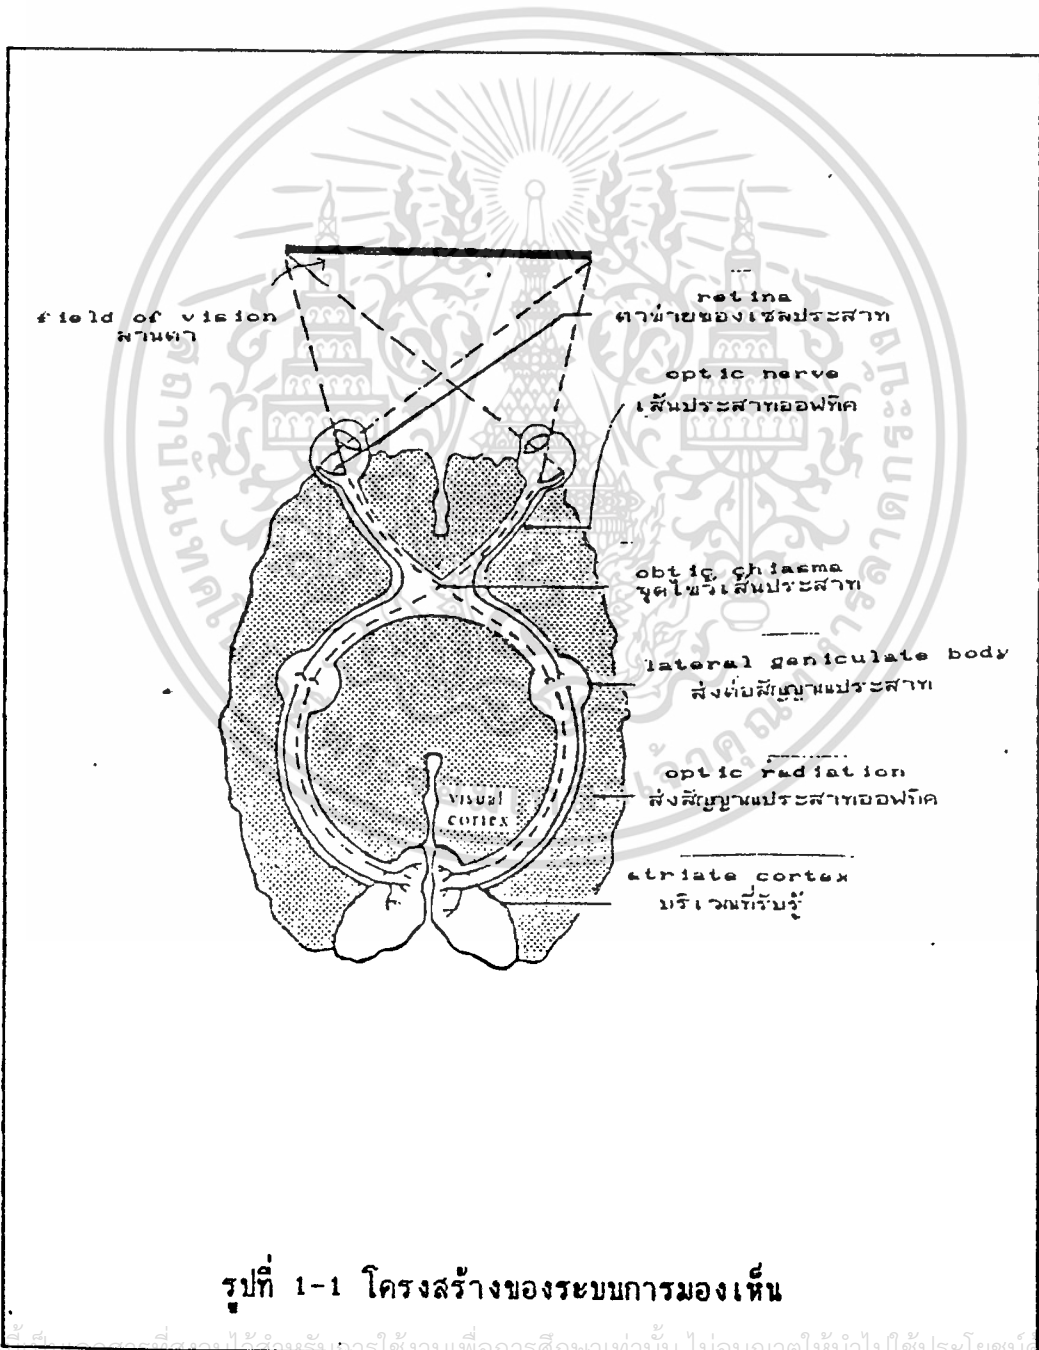 field of vision
ลานตา
retina
ตาข่ายของเซลประสาท
optic nerve
เส้นประสาทออฟทิค
obtic chiasma
จุดไขว้เส้นประสาท
lateral geniculate body
ส่งต่อสัญญาณประสาท
optic radiation
ส่งสัญญาณประสาทออฟทิค
visual
cortex
striate cortex
บริเวณที่รับรู้
รูปที่ 1-1 โครงสร้างของระบบการมองเห็น